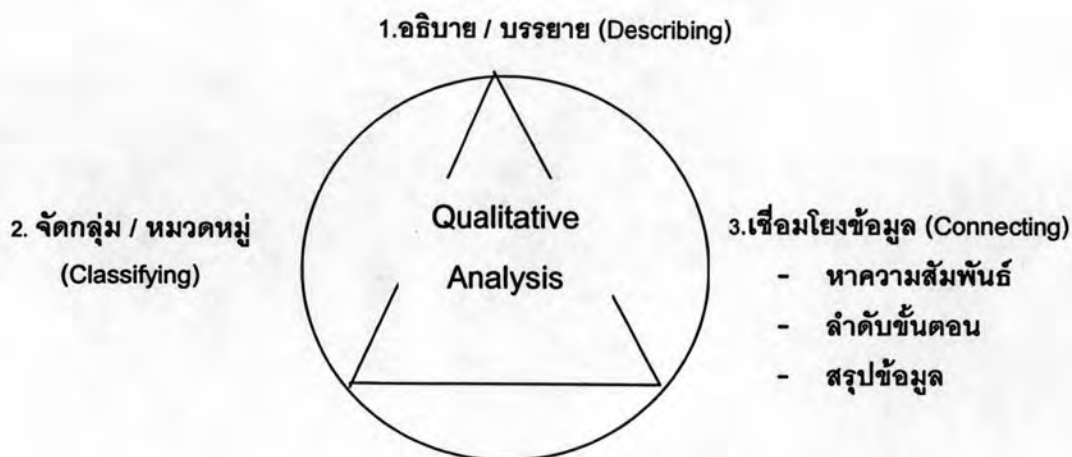 1.อธิบาย / บรรยาย (Describing)
Qualitative
Analysis
2. จัดกลุ่ม / หมวดหมู่
(Classifying)
3.เชื่อมโยงข้อมูล (Connecting)
- หาความสัมพันธ์
- ลำดับขั้นตอน
- สรุปข้อมูล